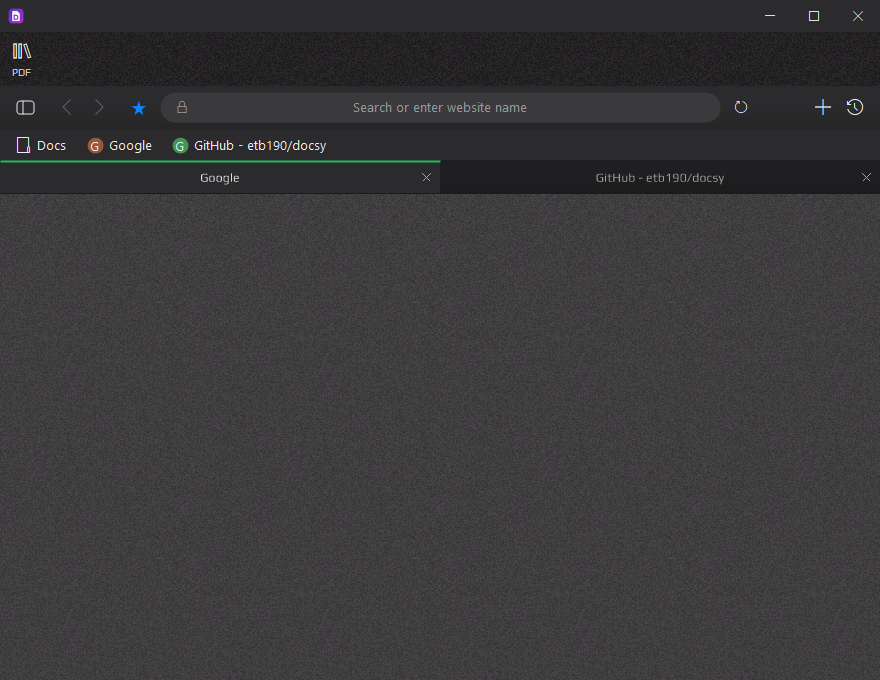 PDF
Search or enter website name
Docs
G Google
G GitHub - etb190/docsy
Google
GitHub - etb190/docsy